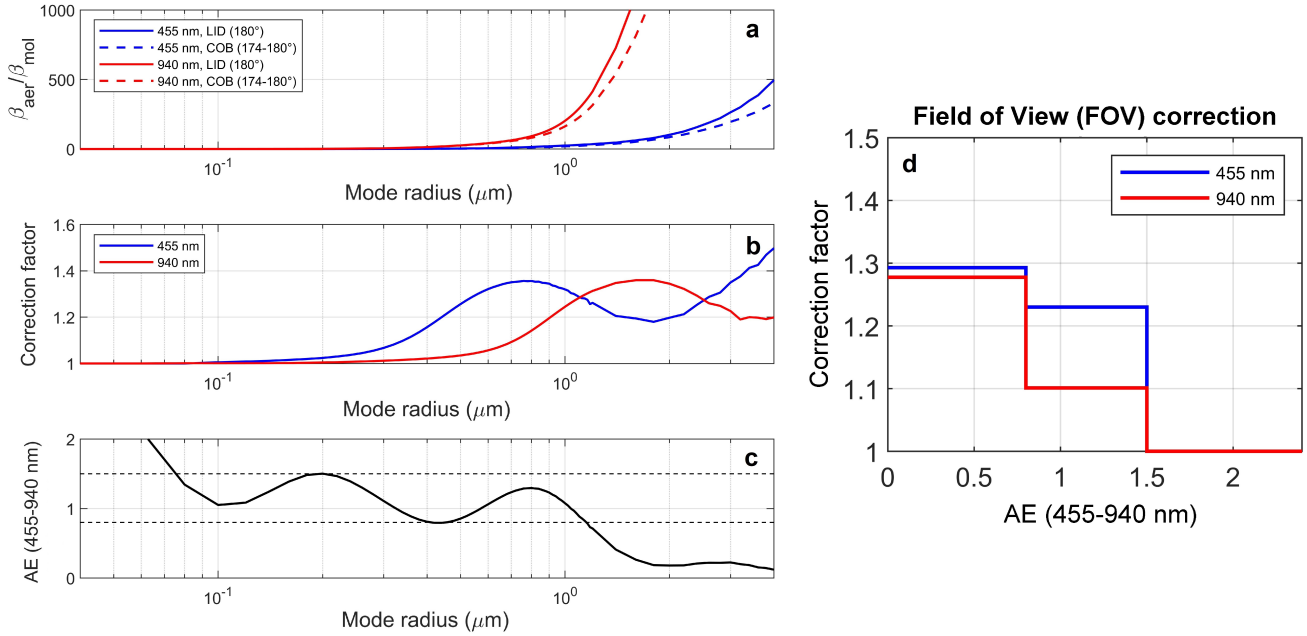 a
1000
500
0
β_aer/β_mol
455 nm, LID (180°)
455 nm, COB (174-180°)
940 nm, LID (180°)
940 nm, COB (174-180°)
10^-1
10^0
Mode radius (μm)
b
1.6
1.4
1.2
1
Correction factor
455 nm
940 nm
10^-1
10^0
Mode radius (μm)
c
2
1
0
AE (455-940 nm)
10^-1
10^0
Mode radius (μm)
Field of View (FOV) correction
d
1.5
1.4
1.3
1.2
1.1
1
Correction factor
455 nm
940 nm
0
0.5
1
1.5
2
AE (455-940 nm)